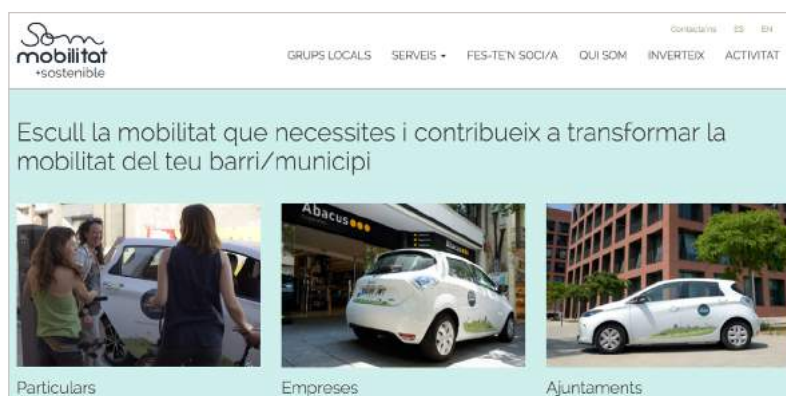 Som
mobilitat
+sostenible
Contacta'ns ES EN
GRUPS LOCALS SERVEIS FES-TE'N SOCI/A QUI SOM INVERTEIX ACTIVITAT
Escull la mobilitat que necessites i contribueix a transformar la
mobilitat del teu barri/municipi
Abacus
Particulars Empreses Ajuntaments